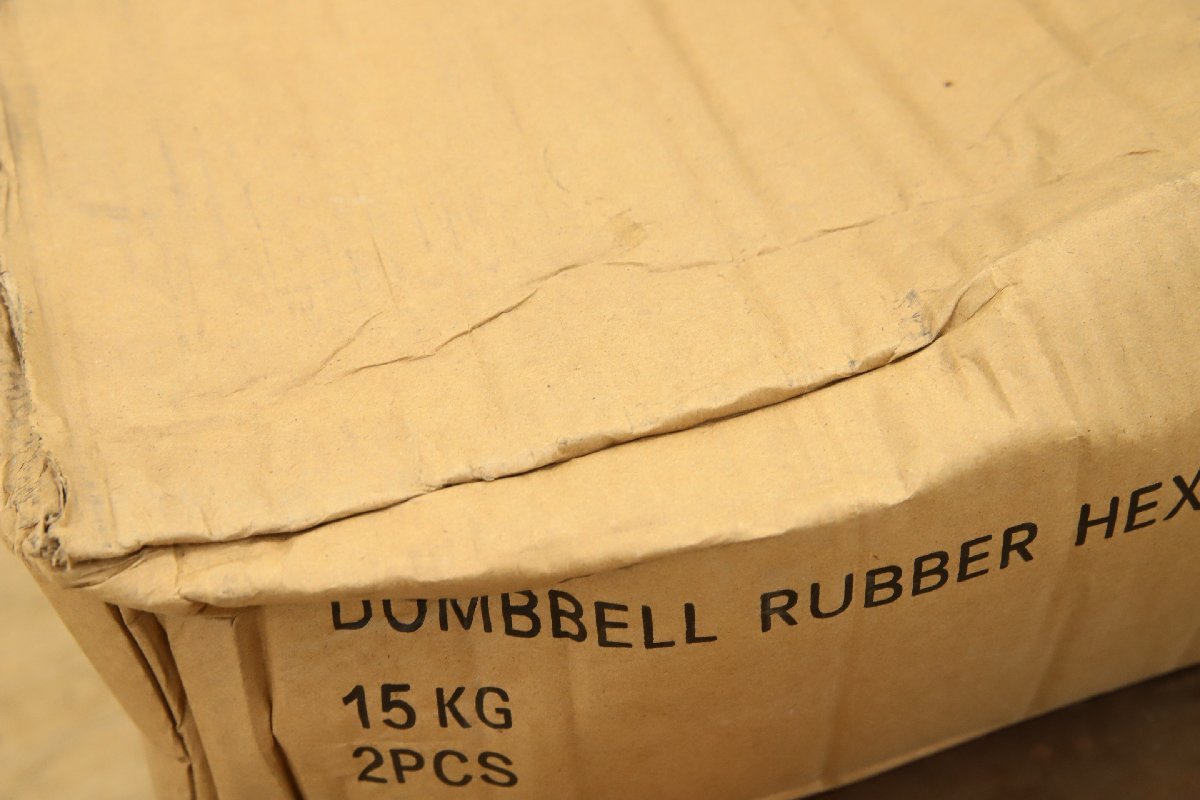 DUMBBELL RUBBER HEX
15 KG
2PCS